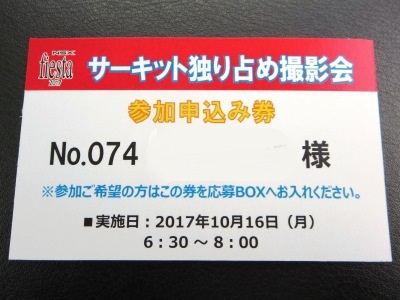 NSX
fiesta
2017
サーキット独り占め撮影会
参加申込み券
No.074 様
※参加ご希望の方はこの券を応募BOXへお入れください。
■実施日：2017年10月16日（月）
6：30 ～ 8：00